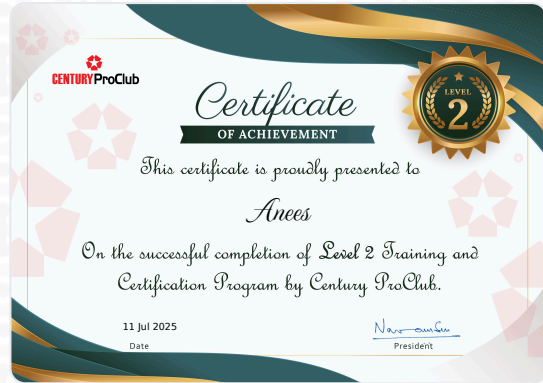 CENTURY ProClub
Certificate
OF ACHIEVEMENT
LEVEL
2
This certificate is proudly presented to
Anees
On the successful completion of Level 2 Training and
Certification Program by Century ProClub.
11 Jul 2025
Date
President